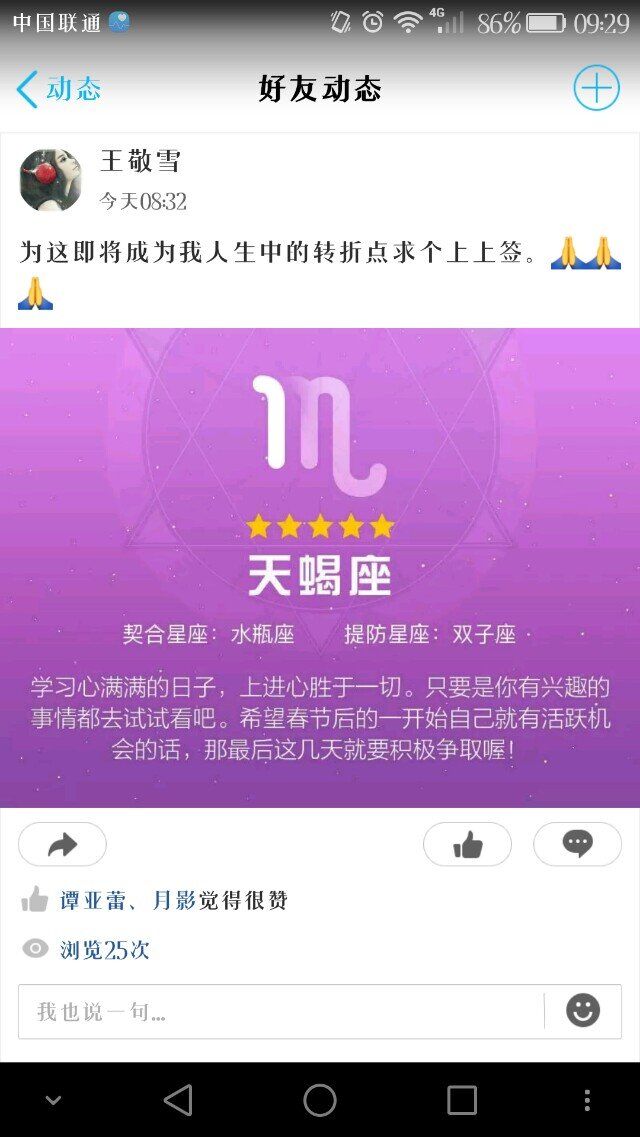 中国联通 4G 86% 09:29
动态 好友动态
王敬雪
今天08:32
为这即将成为我人生中的转折点求个上上签。🙏🙏
🙏
天蝎座
契合星座：水瓶座 提防星座：双子座
学习心满满的日子，上进心胜于一切。只要是你有兴趣的
事情都去试试看吧。希望春节后的一开始自己就有活跃机
会的话，那最后这几天就要积极争取喔！
谭亚蕾、月影觉得很赞
浏览25次
我也说一句...